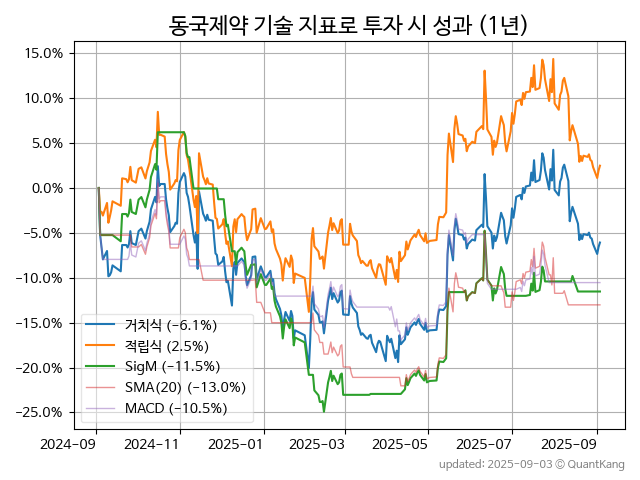 동국제약 기술 지표로 투자 시 성과 (1년)
15.0%
10.0%
5.0%
0.0%
−5.0%
−10.0%
−15.0%
−20.0%
−25.0%
거치식 (−6.1%)
적립식 (2.5%)
SigM (−11.5%)
SMA(20) (−13.0%)
MACD (−10.5%)
2024-09 2024-11 2025-01 2025-03 2025-05 2025-07 2025-09
updated: 2025-09-03 © QuantKang